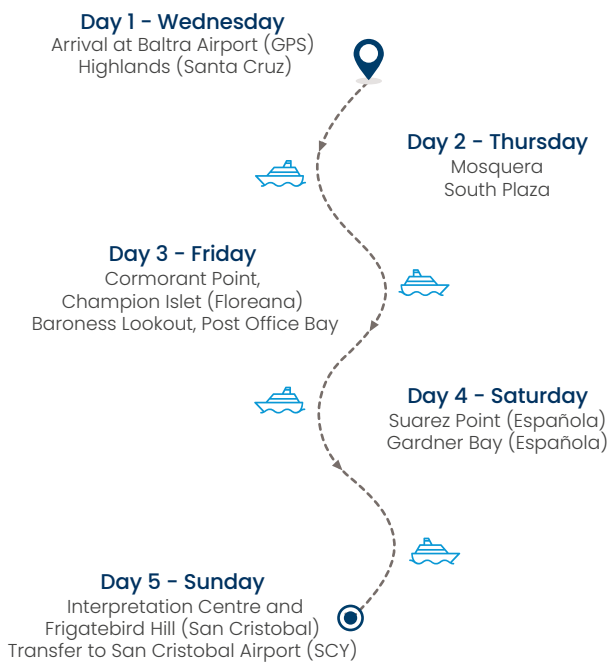 Day 1 - Wednesday
Arrival at Baltra Airport (GPS)
Highlands (Santa Cruz)
Day 2 - Thursday
Mosquera
South Plaza
Day 3 - Friday
Cormorant Point,
Champion Islet (Floreana)
Baroness Lookout, Post Office Bay
Day 4 - Saturday
Suarez Point (Española)
Gardner Bay (Española)
Day 5 - Sunday
Interpretation Centre and
Frigatebird Hill (San Cristobal)
Transfer to San Cristobal Airport (SCY)